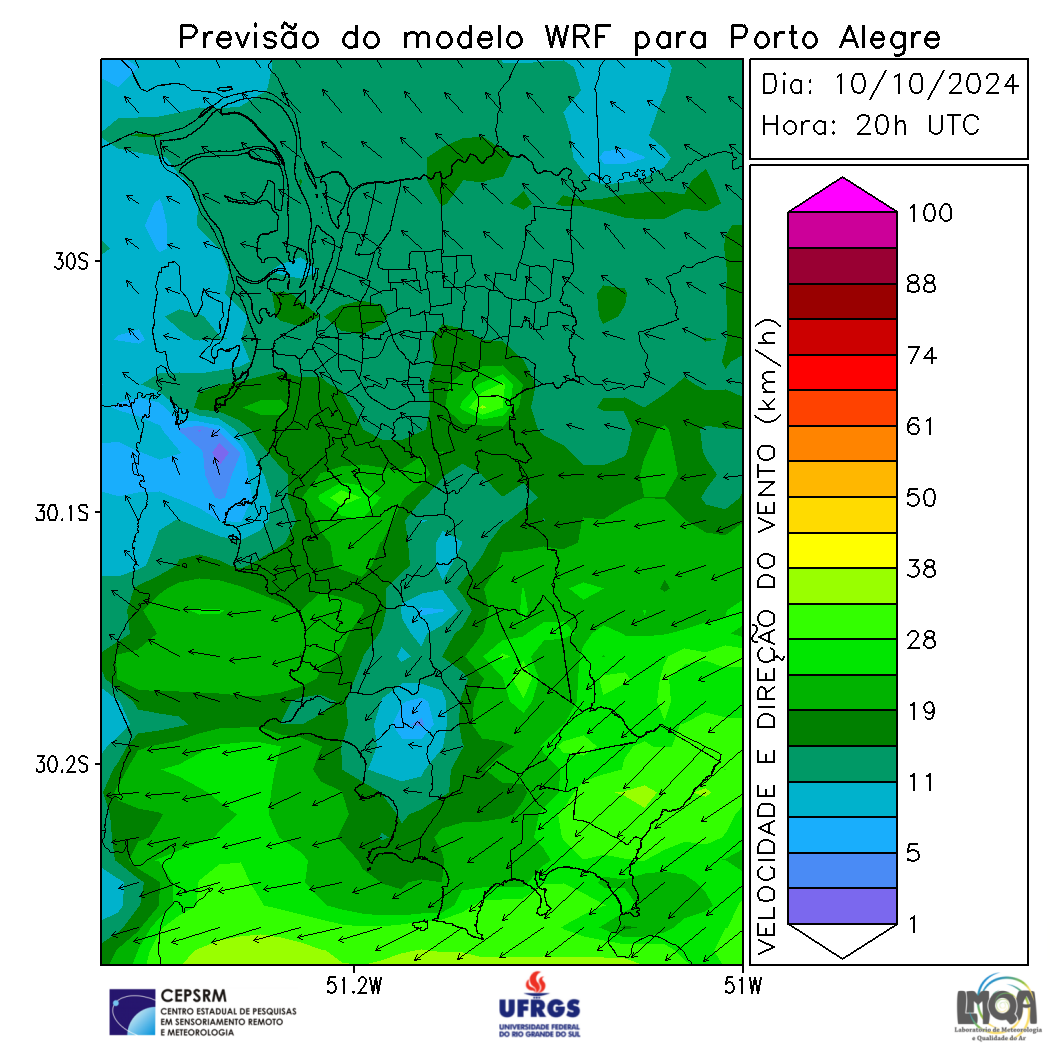 Previsão do modelo WRF para Porto Alegre
Dia: 10/10/2024
Hora: 20h UTC
30S
30.1S
30.2S
51.2W
51W
VELOCIDADE E DIREÇÃO DO VENTO (km/h)
100
88
74
61
50
38
28
19
11
5
1
CEPSRM
CENTRO ESTADUAL DE PESQUISAS
EM SENSORIAMENTO REMOTO
E METEOROLOGIA
UFRGS
UNIVERSIDADE FEDERAL
DO RIO GRANDE DO SUL
LMQA
Laboratório de Meteorologia
e Qualidade do Ar